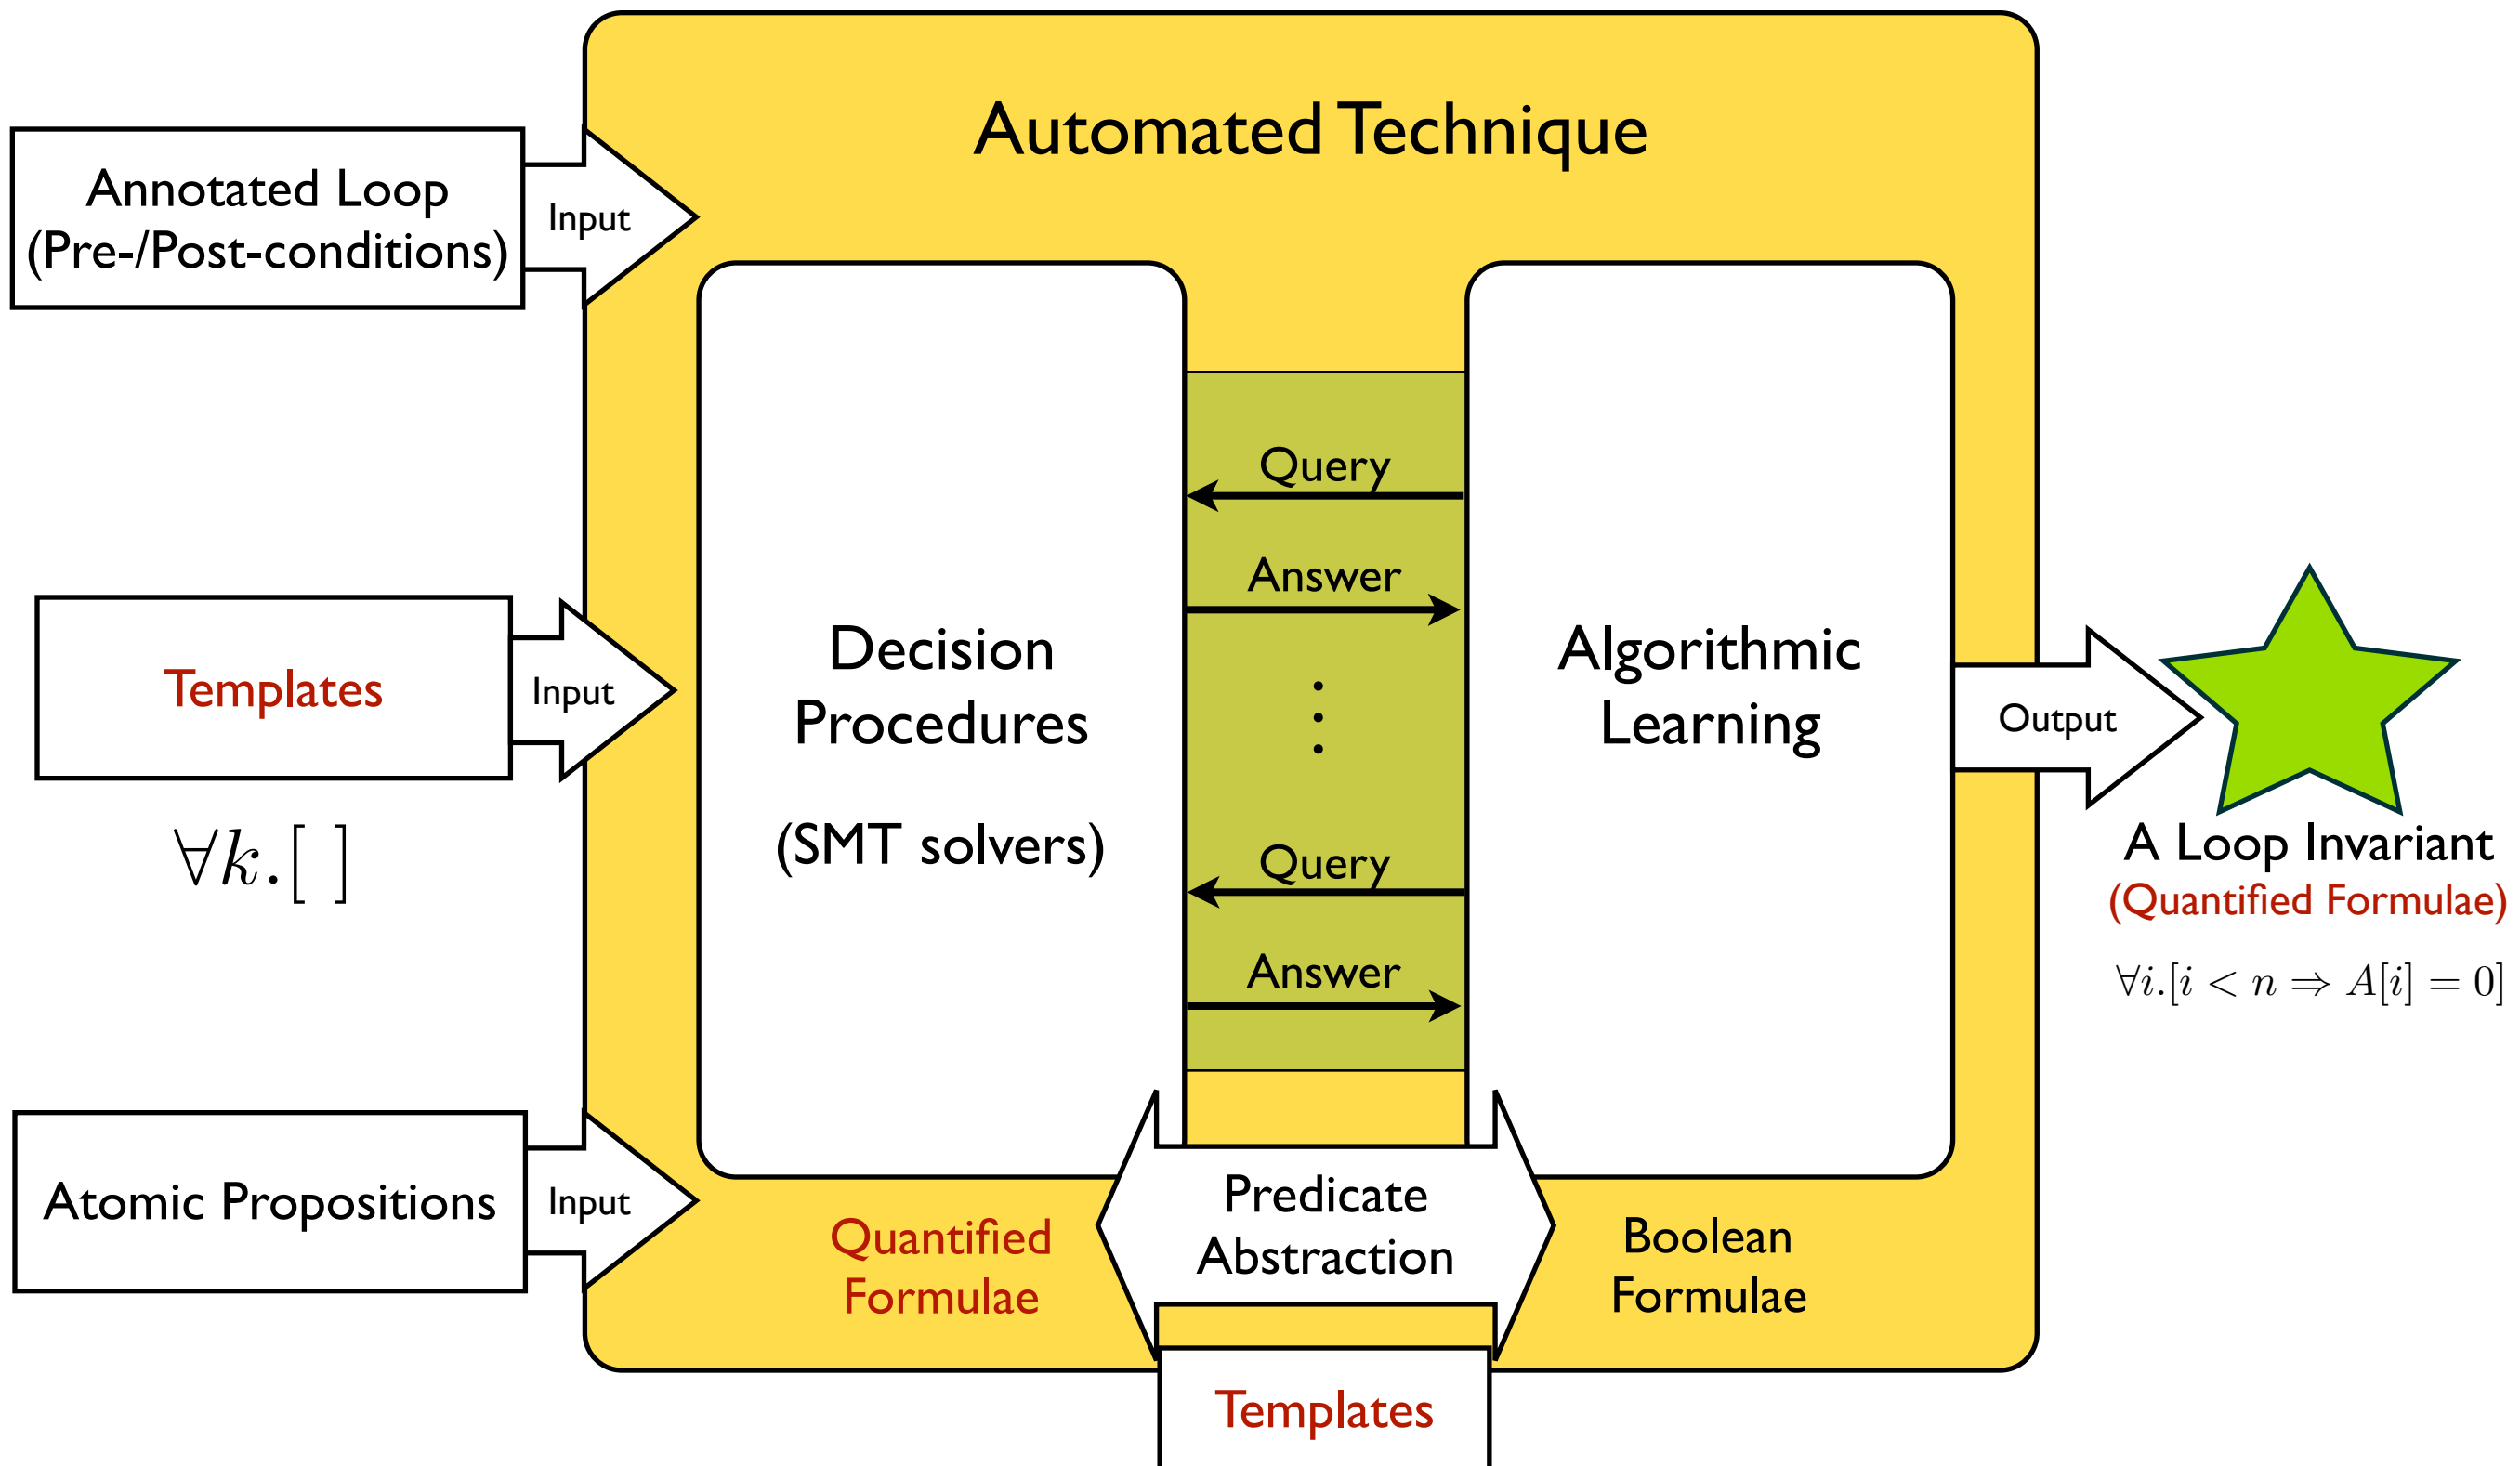 Automated Technique
Annotated Loop
(Pre-/Post-conditions)
Input
Templates
Input
∀k.[ ]
Atomic Propositions
Input
Decision
Procedures
(SMT solvers)
Query
Answer
⋮
Query
Answer
Algorithmic
Learning
Output
A Loop Invariant
(Quantified Formulae)
∀i.[i < n ⇒ A[i] = 0]
Quantified
Formulae
Predicate
Abstraction
Boolean
Formulae
Templates